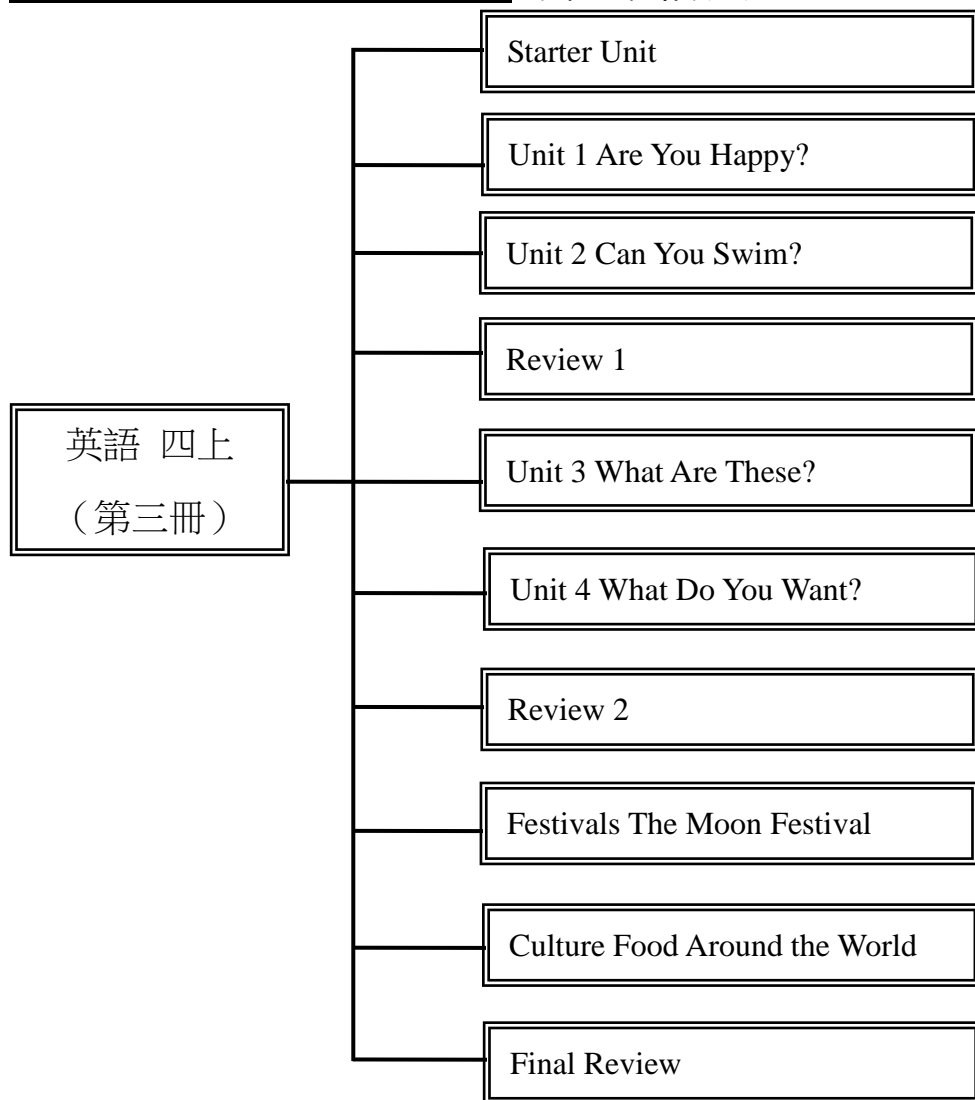 Starter Unit
Unit 1 Are You Happy?
Unit 2 Can You Swim?
Review 1
英語 四上
（第三冊）
Unit 3 What Are These?
Unit 4 What Do You Want?
Review 2
Festivals The Moon Festival
Culture Food Around the World
Final Review